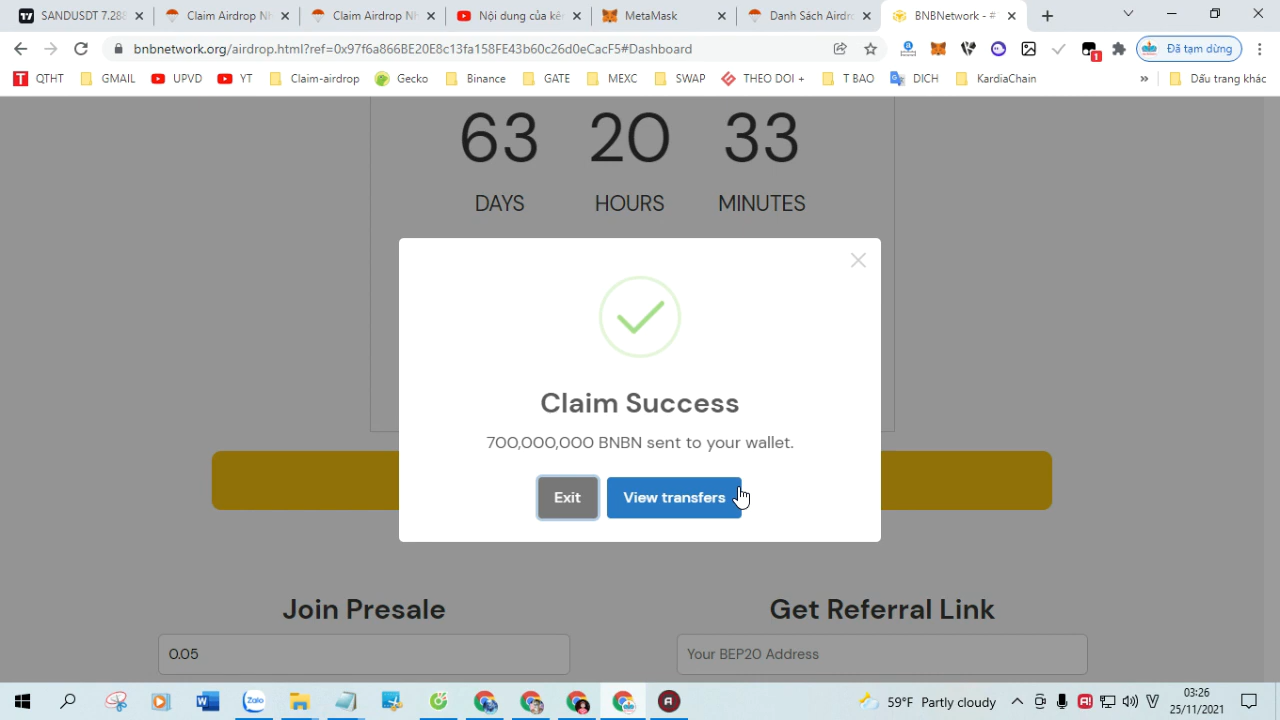 SANDUSDT 7.28
Claim Airdrop Nh
Claim Airdrop Nh
Nội dung của kê
MetaMask
Danh Sách Airdro
BNBNetwork - #
bnbnetwork.org/airdrop.html?ref=0x97f6a866BE20E8c13fa158FE43b60c26d0eCacF5#Dashboard
1
Đã tạm dừng
QTHT
GMAIL
UPVD
YT
Claim-airdrop
Gecko
Binance
GATE
MEXC
SWAP
THEO DOI +
T BAO
DICH
KardiaChain
»
Dấu trang khác
63 20 33
DAYS HOURS MINUTES
Claim Success
700,000,000 BNBN sent to your wallet.
Exit
View transfers
Join Presale
Get Referral Link
0.05
Your BEP20 Address
Zalo
59°F Partly cloudy
03:26
25/11/2021